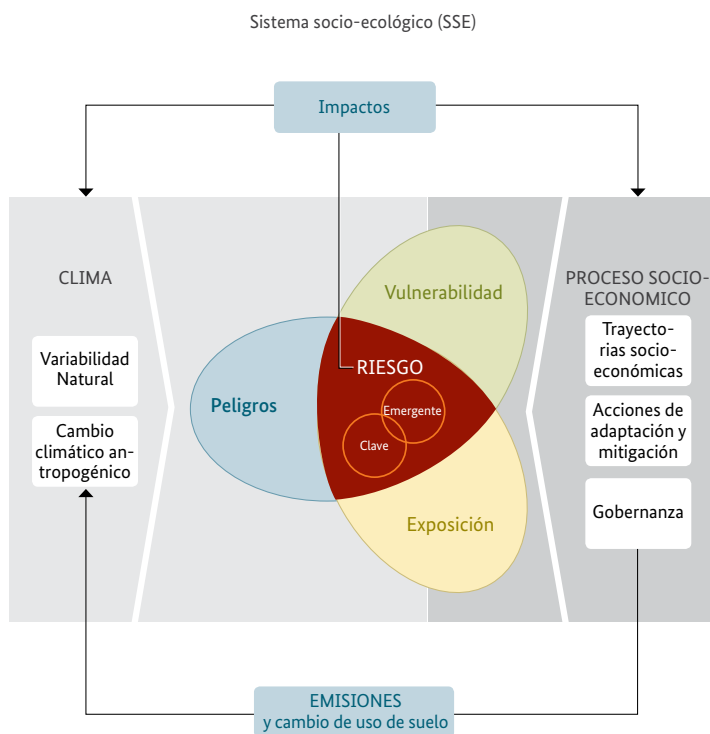 Sistema socio-ecológico (SSE)
Impactos
CLIMA
Variabilidad
Natural
Cambio
climático an-
tropogénico
Peligros
Vulnerabilidad
RIESGO
Emergente
Clave
Exposición
PROCESO SOCIO-
ECONOMICO
Trayecto-
rias socio-
económicas
Acciones de
adaptación y
mitigación
Gobernanza
EMISIONES
y cambio de uso de suelo